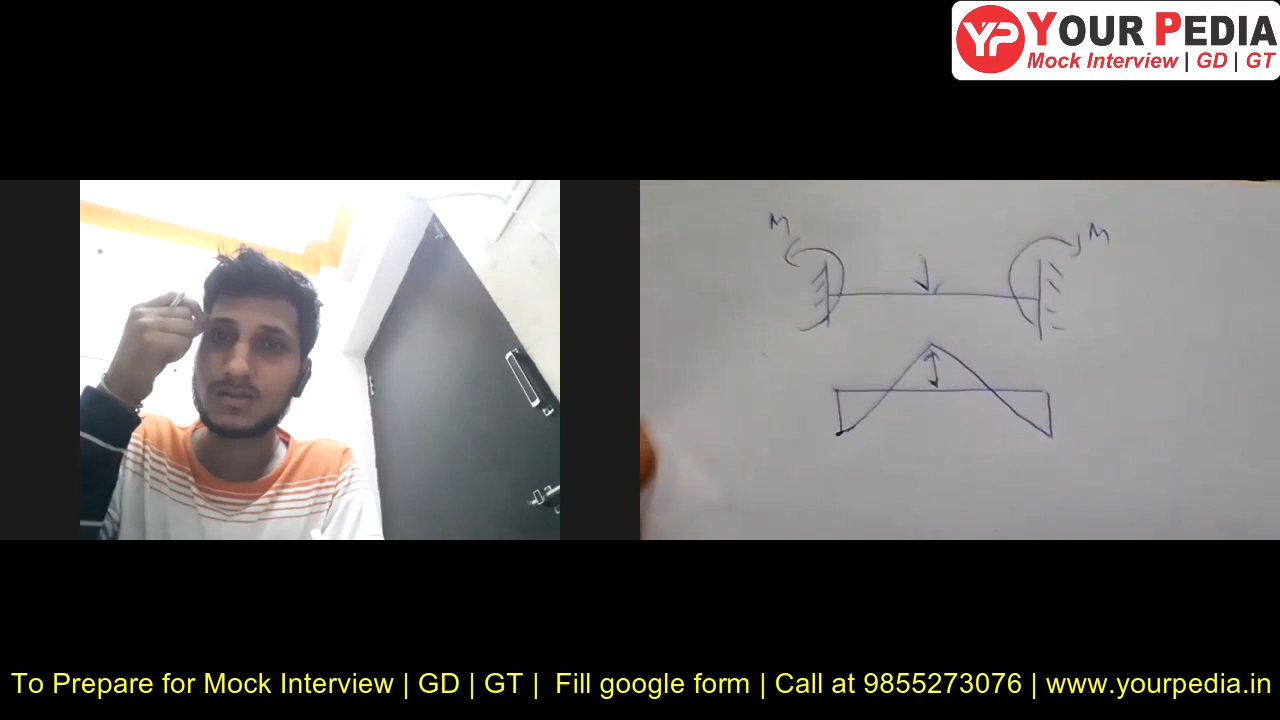 YP YOUR PEDIA
Mock Interview | GD | GT
M
M
To Prepare for Mock Interview | GD | GT | Fill google form | Call at 9855273076 | www.yourpedia.in